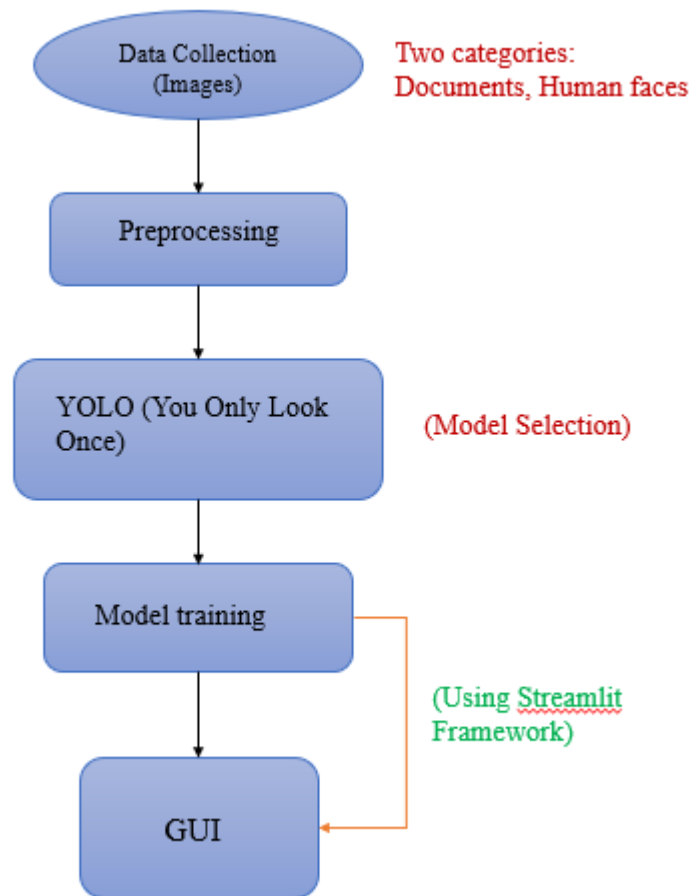 Data Collection
(Images)
Two categories:
Documents, Human faces
Preprocessing
YOLO (You Only Look
Once)
(Model Selection)
Model training
(Using Streamlit
Framework)
GUI